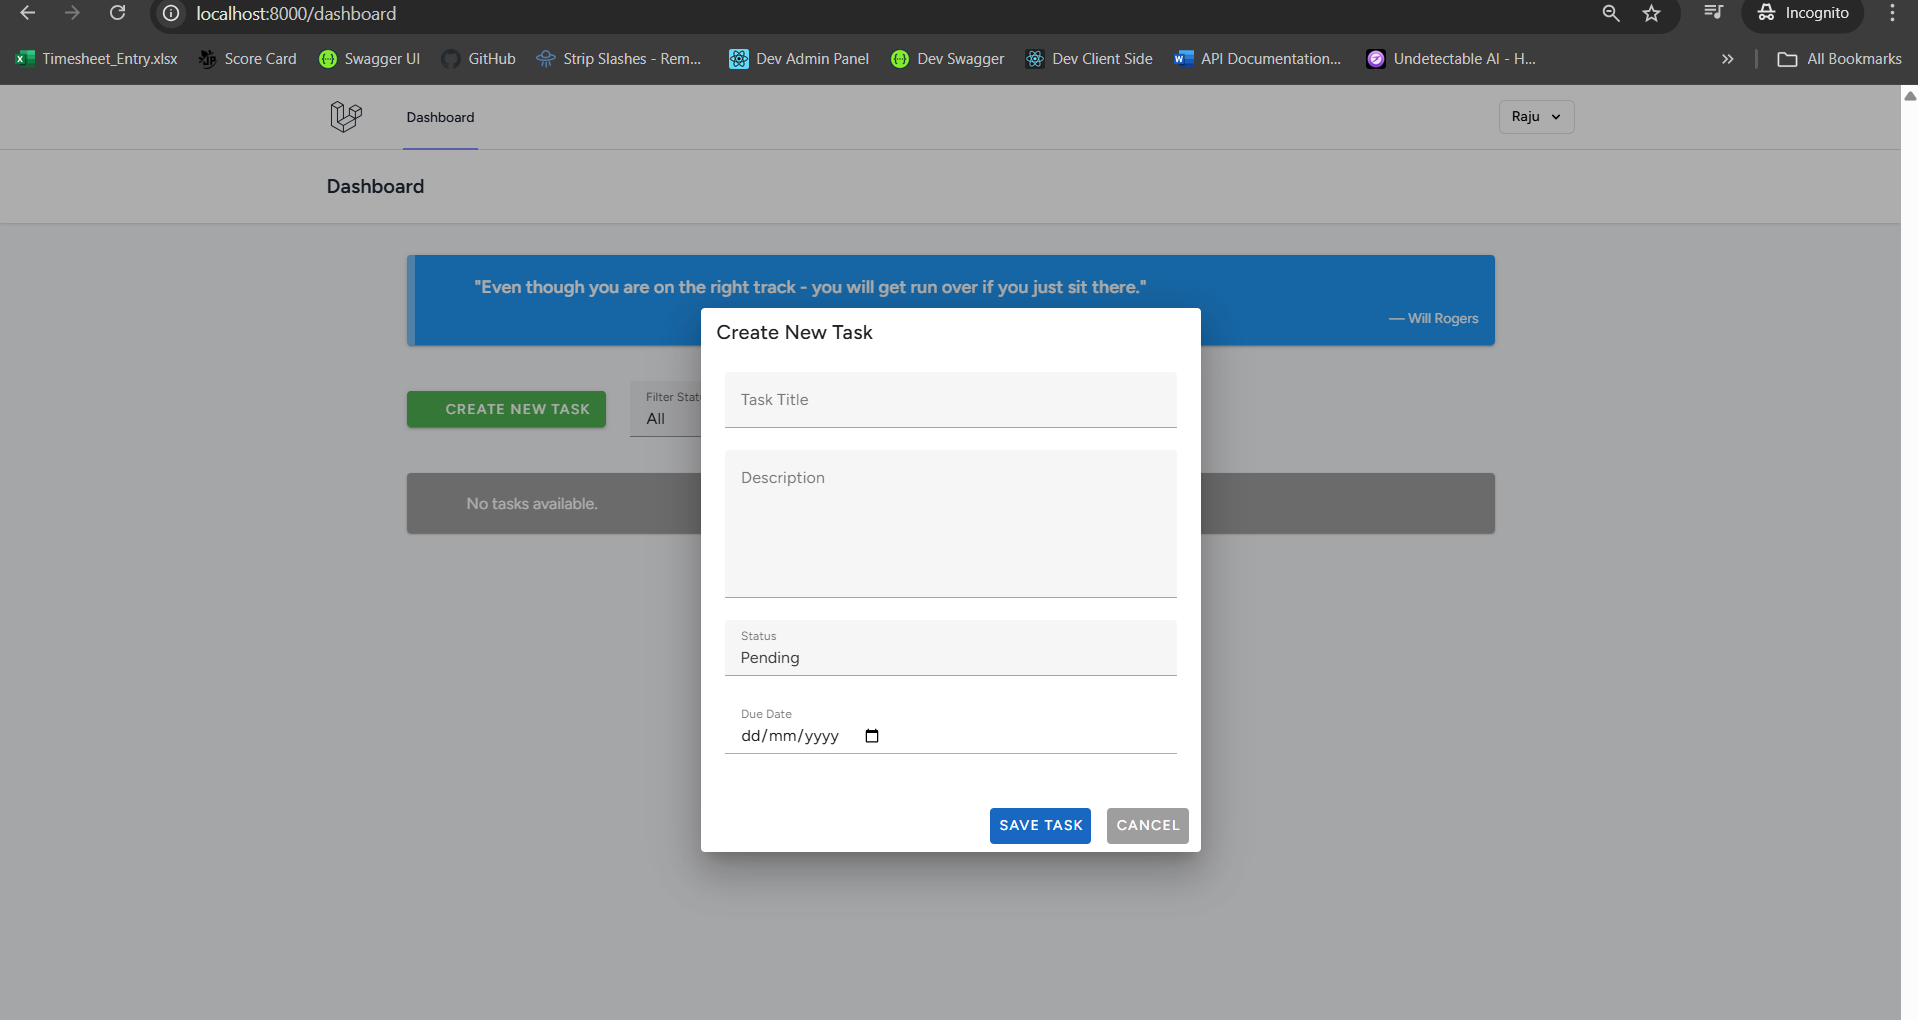 localhost:8000/dashboard
Incognito
Timesheet_Entry.xlsx
Score Card
Swagger UI
GitHub
Strip Slashes - Rem...
Dev Admin Panel
Dev Swagger
Dev Client Side
API Documentation...
Undetectable AI - H...
All Bookmarks
Dashboard
Raju
Dashboard
"Even though you are on the right track - you will get run over if you just sit there."
— Will Rogers
CREATE NEW TASK
Filter Statu
All
No tasks available.
Create New Task
Task Title
Description
Status
Pending
Due Date
dd/mm/yyyy
SAVE TASK
CANCEL